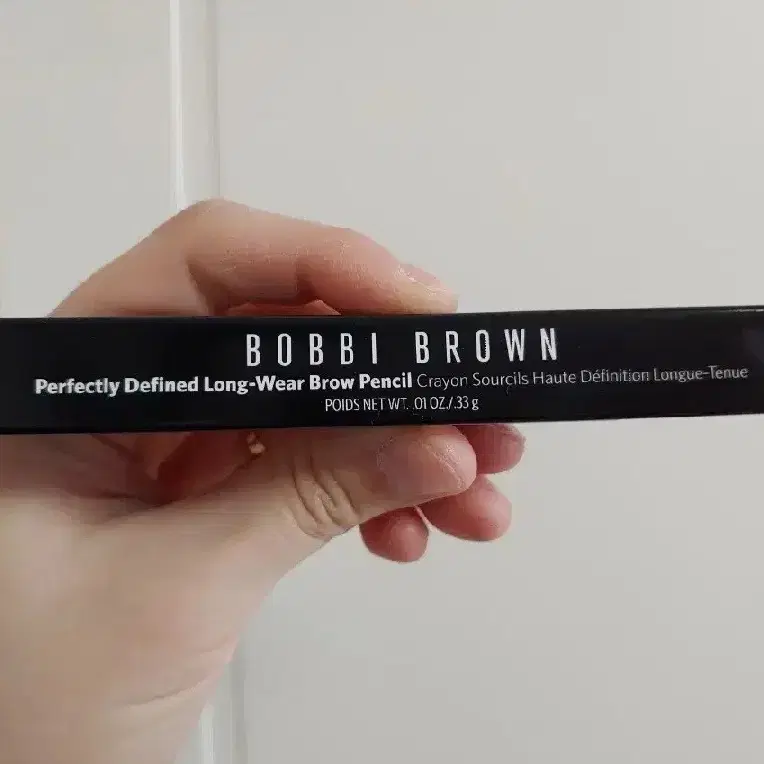 BOBBI BROWN
Perfectly Defined Long-Wear Brow Pencil Crayon Sourcils Haute Définition Longue-Tenue
POIDS NET WT. .01 OZ./.33 g